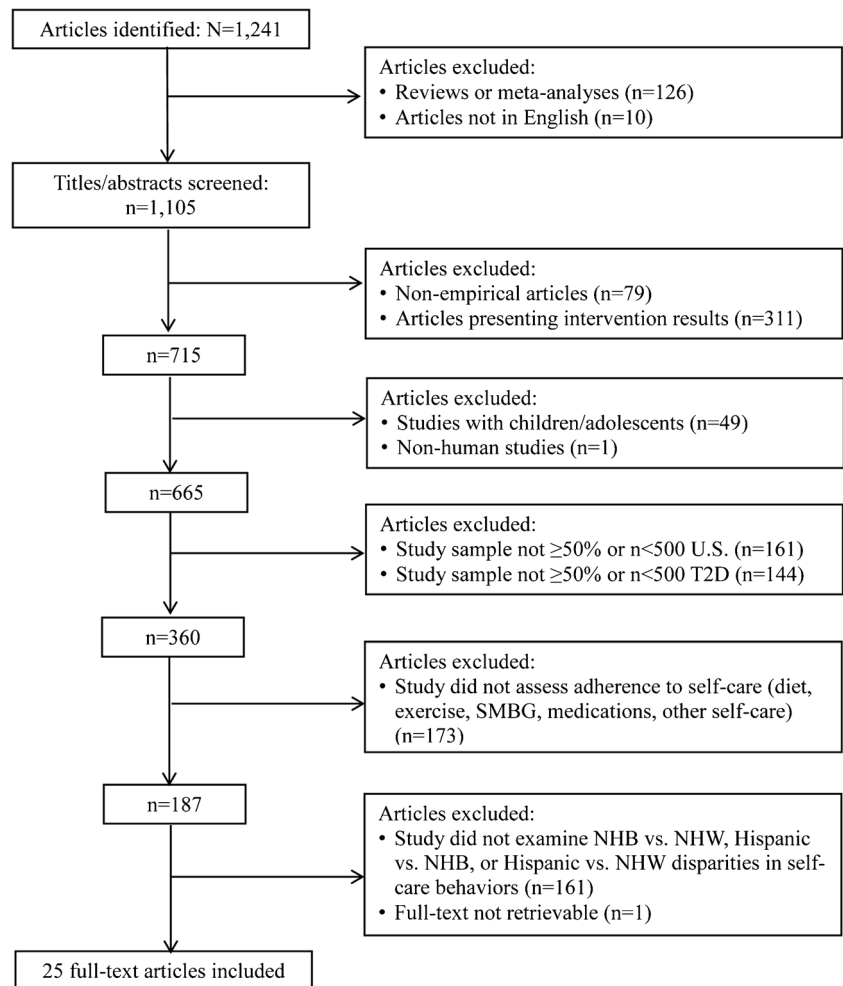 Articles identified: N=1,241
Articles excluded:
• Reviews or meta-analyses (n=126)
• Articles not in English (n=10)
Titles/abstracts screened:
n=1,105
Articles excluded:
• Non-empirical articles (n=79)
• Articles presenting intervention results (n=311)
n=715
Articles excluded:
• Studies with children/adolescents (n=49)
• Non-human studies (n=1)
n=665
Articles excluded:
• Study sample not ≥50% or n<500 U.S. (n=161)
• Study sample not ≥50% or n<500 T2D (n=144)
n=360
Articles excluded:
• Study did not assess adherence to self-care (diet,
exercise, SMBG, medications, other self-care)
(n=173)
n=187
Articles excluded:
• Study did not examine NHB vs. NHW, Hispanic
vs. NHB, or Hispanic vs. NHW disparities in self-
care behaviors (n=161)
• Full-text not retrievable (n=1)
25 full-text articles included